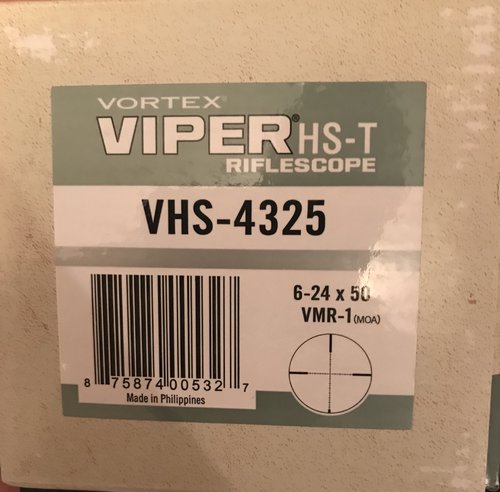 VORTEX®
VIPER® HS-T
RIFLESCOPE
VHS-4325
6-24 x 50
VMR-1 (MOA)
8 75874 00532 7
Made in Philippines